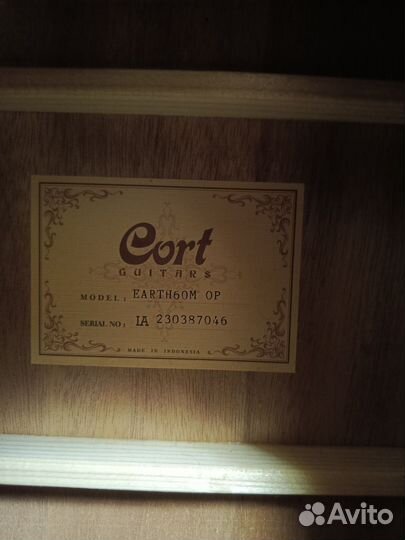 Cort
GUITARS
MODEL: EARTH60M OP
SERIAL NO: IA 230387046
MADE IN INDONESIA
Avito